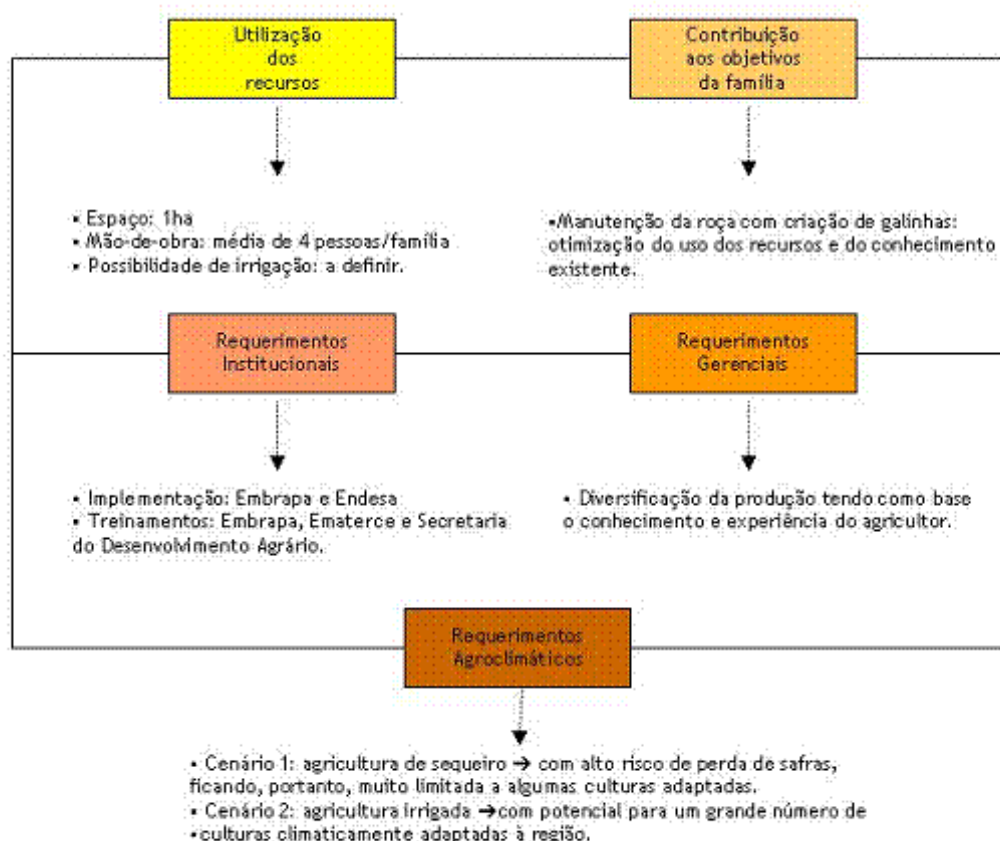 Utilização
dos
recursos
Contribuição
aos objetivos
da família
▪ Espaço: 1ha
▪ Mão-de-obra: média de 4 pessoas/família
▪ Possibilidade de irrigação: a definir.
▪Manutenção da roça com criação de galinhas:
otimização do uso dos recursos e do conhecimento
existente.
Requerimentos
Institucionais
Requerimentos
Gerenciais
▪ Implementação: Embrapa e Endesa
▪ Treinamentos: Embrapa, Ematerce e Secretaria
do Desenvolvimento Agrário.
▪ Diversificação da produção tendo como base
o conhecimento e experiência do agricultor.
Requerimentos
Agroclimáticos
▪ Cenário 1: agricultura de sequeiro → com alto risco de perda de safras,
ficando, portanto, muito limitada a algumas culturas adaptadas.
▪ Cenário 2: agricultura irrigada →com potencial para um grande número de
▪culturas climaticamente adaptadas à região.